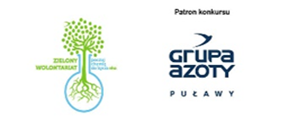 Patron konkursu
ZIELONY
WOLONTARIAT
GRUPA
AZOTY
PUŁAWY